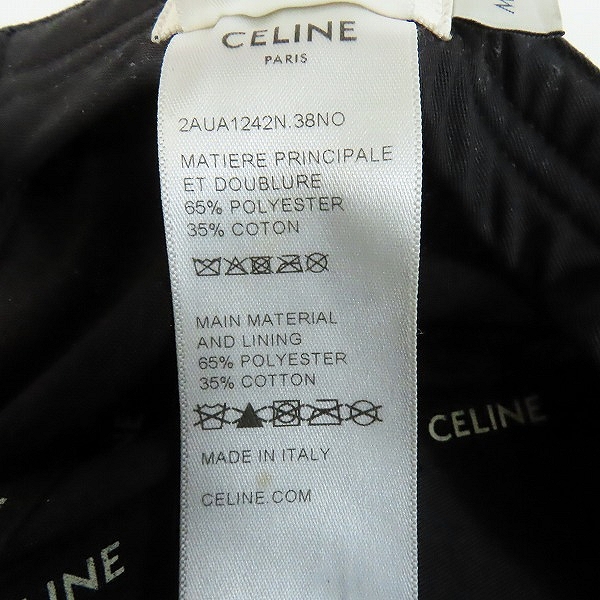 CELINE
PARIS
2AUA1242N.38NO
MATIERE PRINCIPALE
ET DOUBLURE
65% POLYESTER
35% COTON
MAIN MATERIAL
AND LINING
65% POLYESTER
35% COTTON
MADE IN ITALY
CELINE.COM
CELINE
LINE